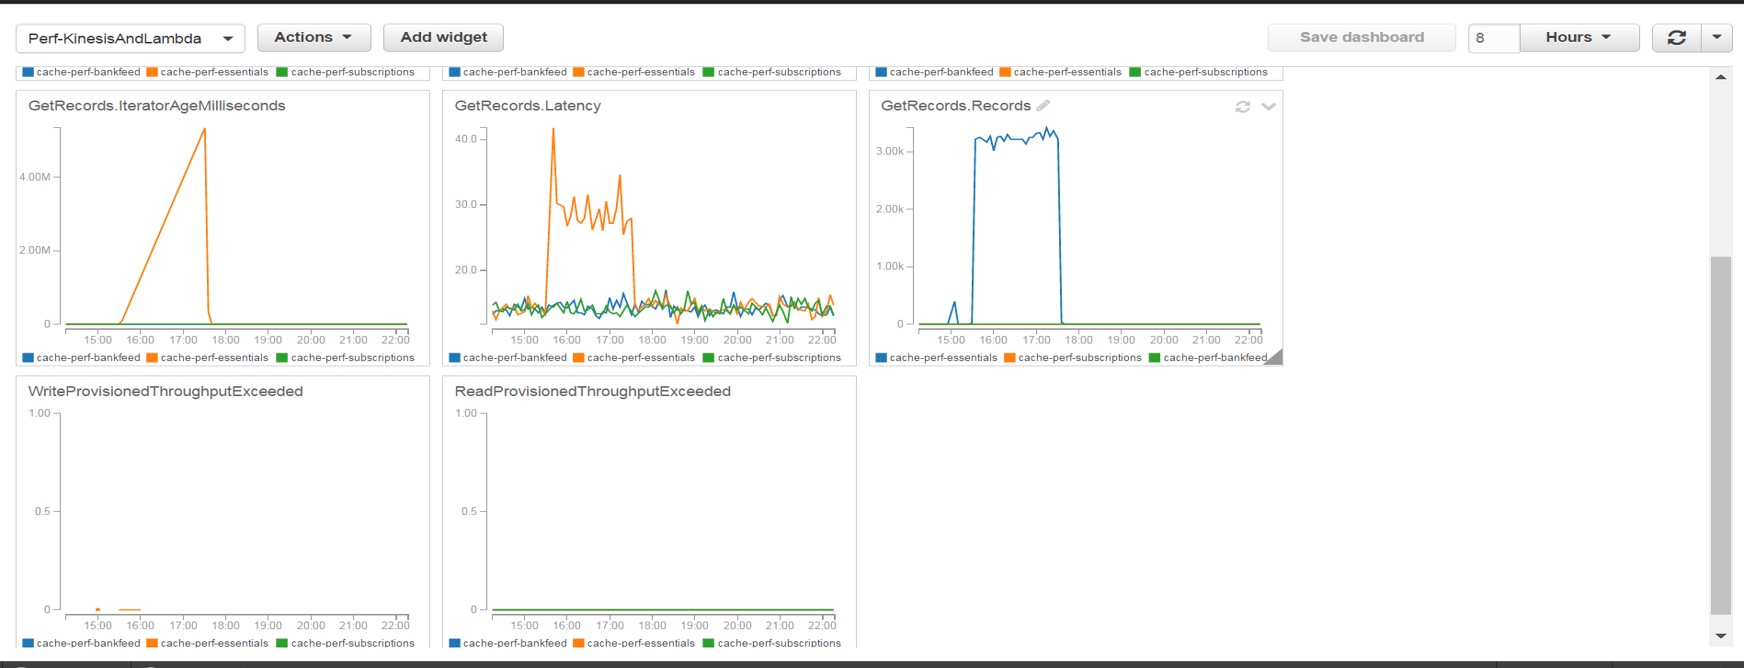 Perf-KinesisAndLambda Actions Add widget Save dashboard 8 Hours
cache-perf-bankfeed cache-perf-essentials cache-perf-subscriptions
cache-perf-bankfeed cache-perf-essentials cache-perf-subscriptions
cache-perf-bankfeed cache-perf-essentials cache-perf-subscriptions
GetRecords.IteratorAgeMilliseconds
4.00M
2.00M
0
15:00 16:00 17:00 18:00 19:00 20:00 21:00 22:00
cache-perf-bankfeed cache-perf-essentials cache-perf-subscriptions
GetRecords.Latency
40.0
30.0
20.0
15:00 16:00 17:00 18:00 19:00 20:00 21:00 22:00
cache-perf-bankfeed cache-perf-essentials cache-perf-subscriptions
GetRecords.Records
3.00k
2.00k
1.00k
0
15:00 16:00 17:00 18:00 19:00 20:00 21:00 22:00
cache-perf-essentials cache-perf-subscriptions cache-perf-bankfeed
WriteProvisionedThroughputExceeded
1.00
0.5
0
15:00 16:00 17:00 18:00 19:00 20:00 21:00 22:00
cache-perf-bankfeed cache-perf-essentials cache-perf-subscriptions
ReadProvisionedThroughputExceeded
1.00
0.5
0
15:00 16:00 17:00 18:00 19:00 20:00 21:00 22:00
cache-perf-bankfeed cache-perf-essentials cache-perf-subscriptions